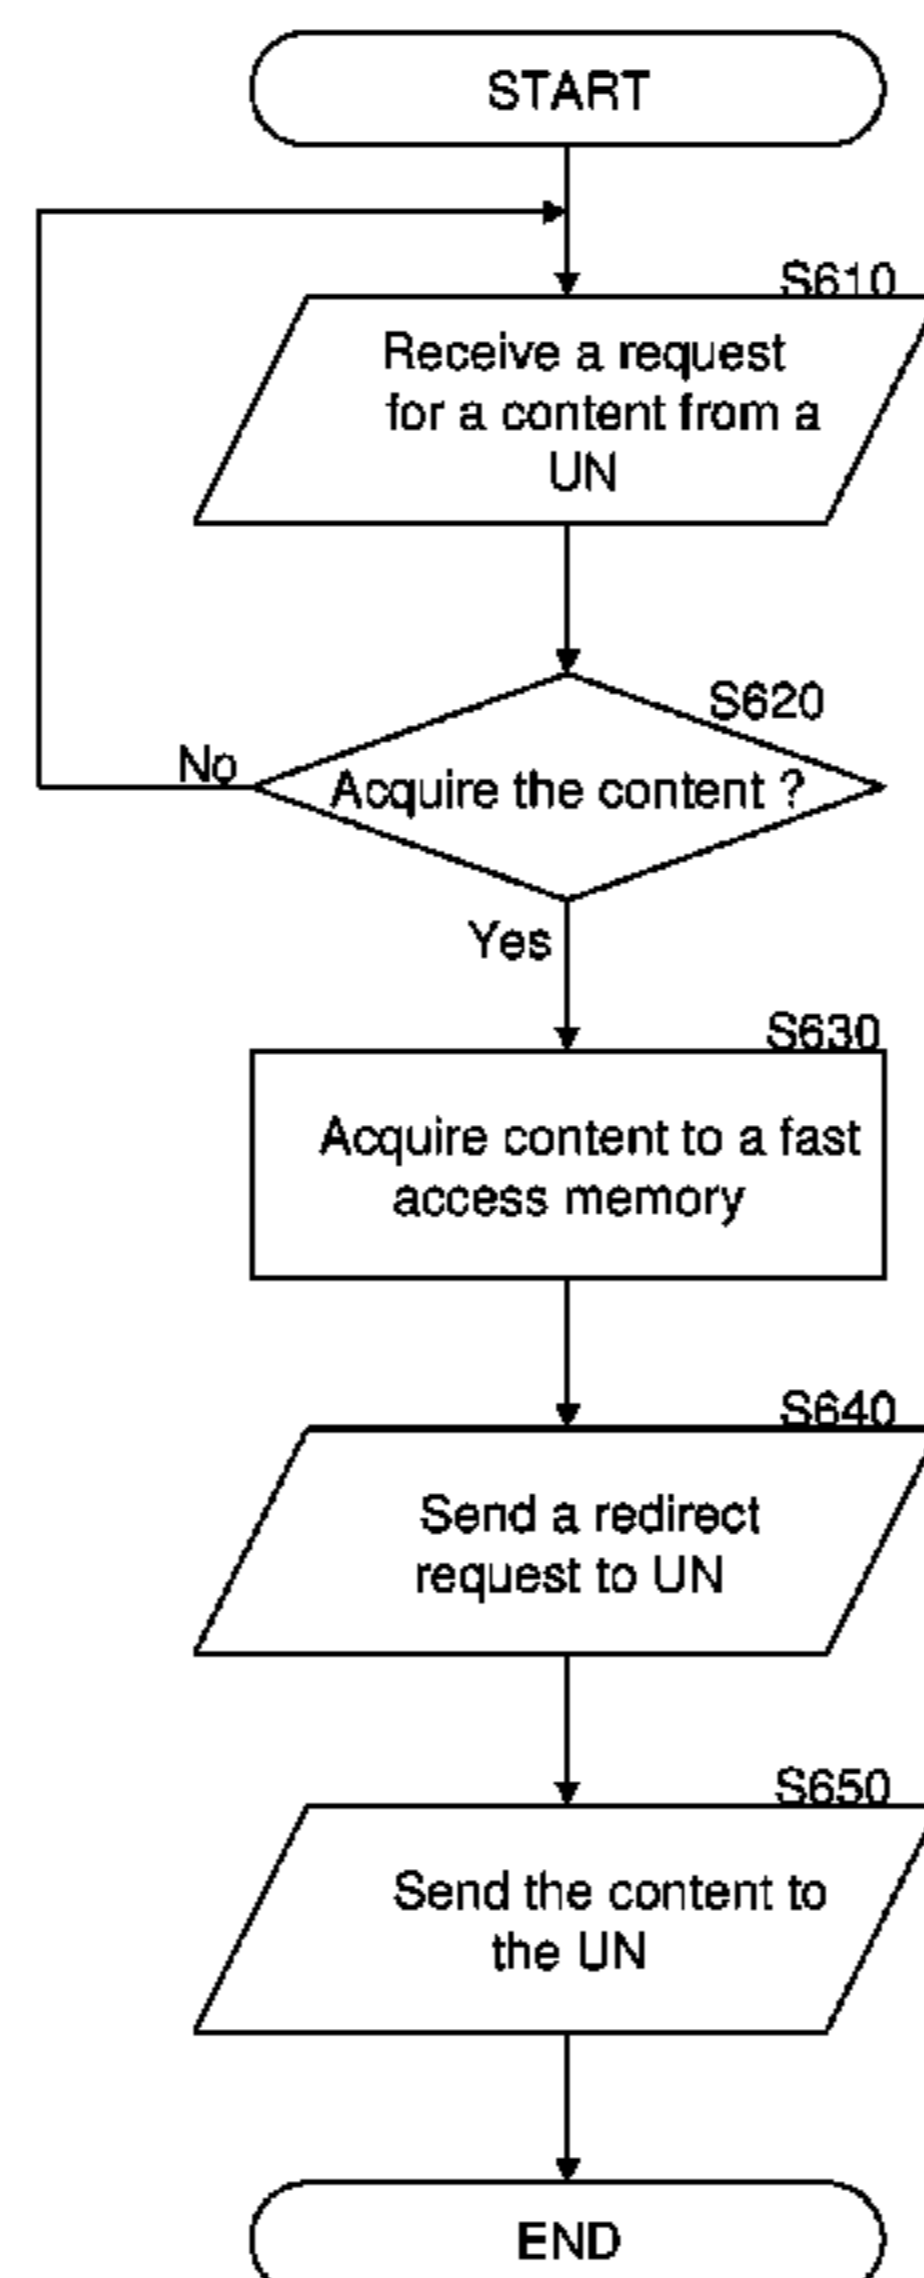 START
S610
Receive a request
for a content from a
UN
S620
No
Acquire the content ?
Yes
S630
Acquire content to a fast
access memory
S640
Send a redirect
request to UN
S650
Send the content to
the UN
END